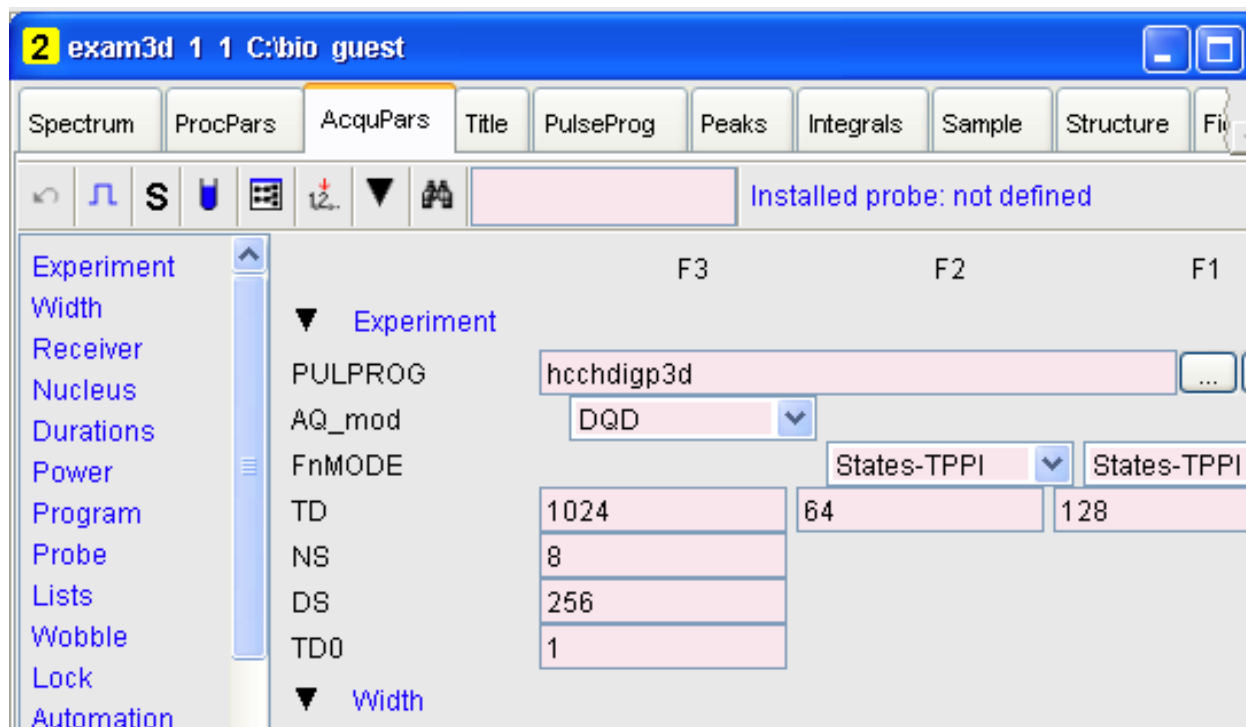 2 exam3d 1 1 C:\bio guest
Spectrum ProcPars AcquPars Title PulseProg Peaks Integrals Sample Structure
S 1,2... Installed probe: not defined
Experiment
Width
Receiver
Nucleus
Durations
Power
Program
Probe
Lists
Wobble
Lock
Automation
F3 F2 F1
Experiment
PULPROG hcchdigp3d ...
AQ_mod DQD
FnMODE States-TPPI States-TPPI
TD 1024 64 128
NS 8
DS 256
TD0 1
Width